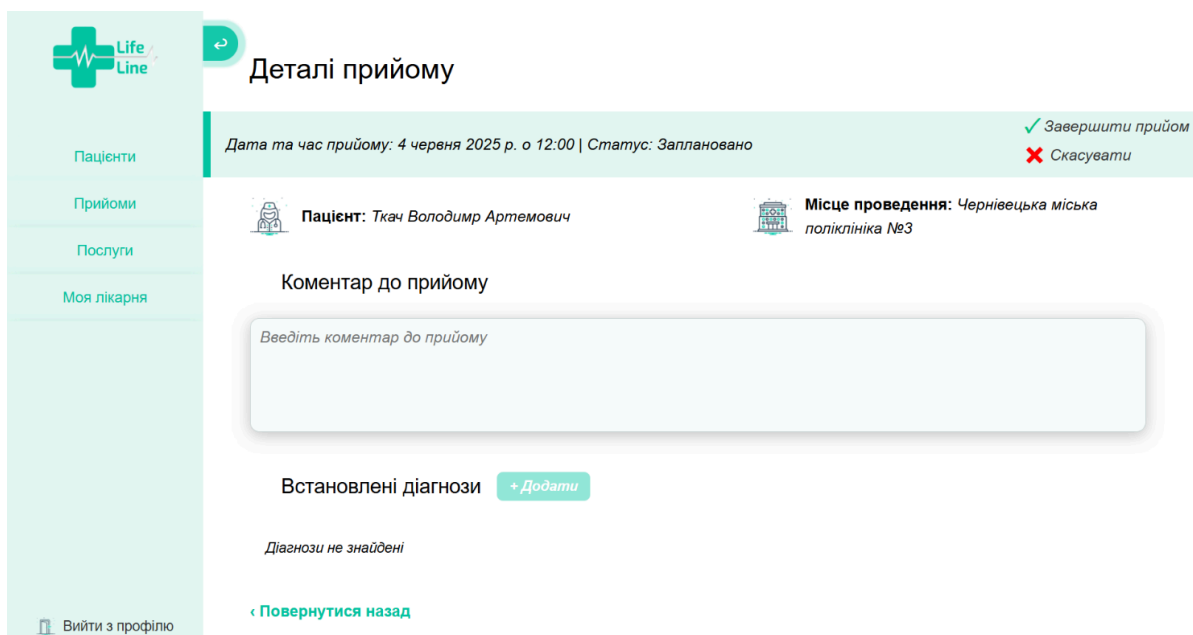 Life
Line
Деталі прийому
Дата та час прийому: 4 червня 2025 р. о 12:00 | Статус: Заплановано
Завершити прийом
Скасувати
Пацієнти
Прийоми
Послуги
Моя лікарня
Пацієнт: Ткач Володимр Артемович
Місце проведення: Чернівецька міська
поліклініка №3
Коментар до прийому
Введіть коментар до прийому
Встановлені діагнози
+ Додати
Діагнози не знайдені
‹ Повернутися назад
Вийти з профілю